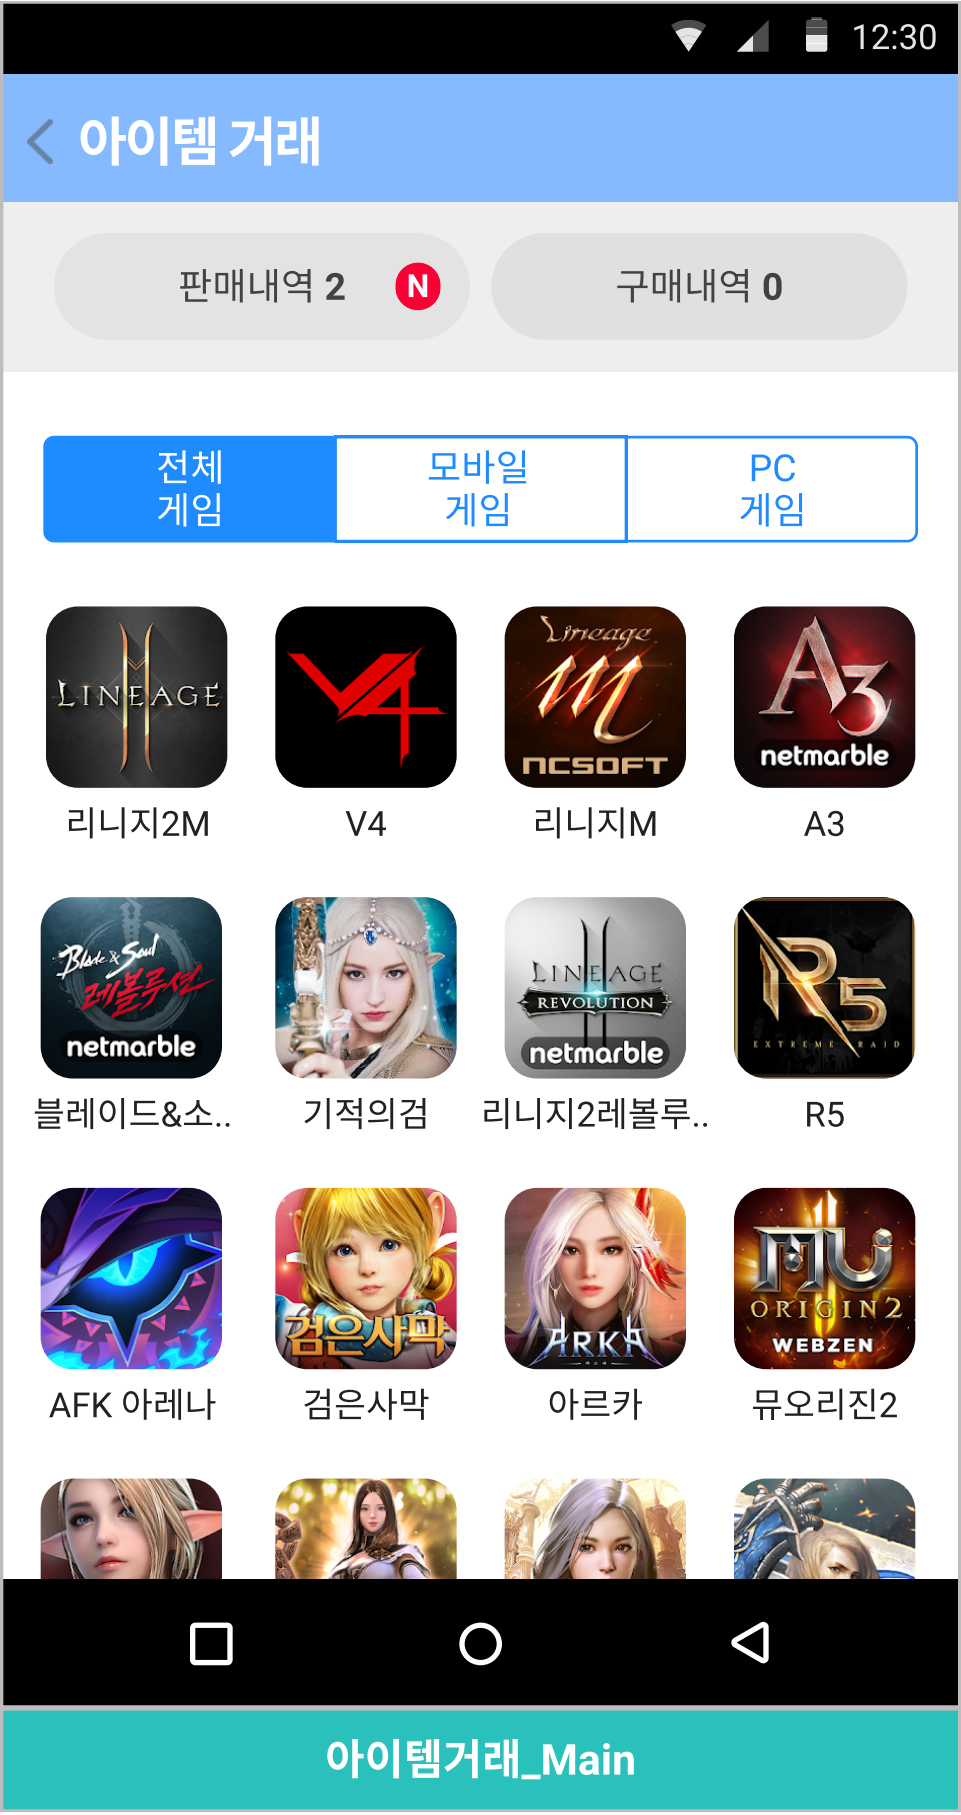 12:30
아이템 거래
판매내역 2
N
구매내역 0
전체
게임
모바일
게임
PC
게임
LINEAGE
V4
Lineage
M
NCSOFT
A3
netmarble
리니지2M
V4
리니지M
A3
Blade & Soul
레볼루션
netmarble
LINEAGE
REVOLUTION
netmarble
R5
EXTREME RAID
블레이드&소..
기적의검
리니지2레볼루..
R5
검은사막
ARKA
MU
ORIGIN2
WEBZEN
AFK 아레나
검은사막
아르카
뮤오리진2
아이템거래_Main